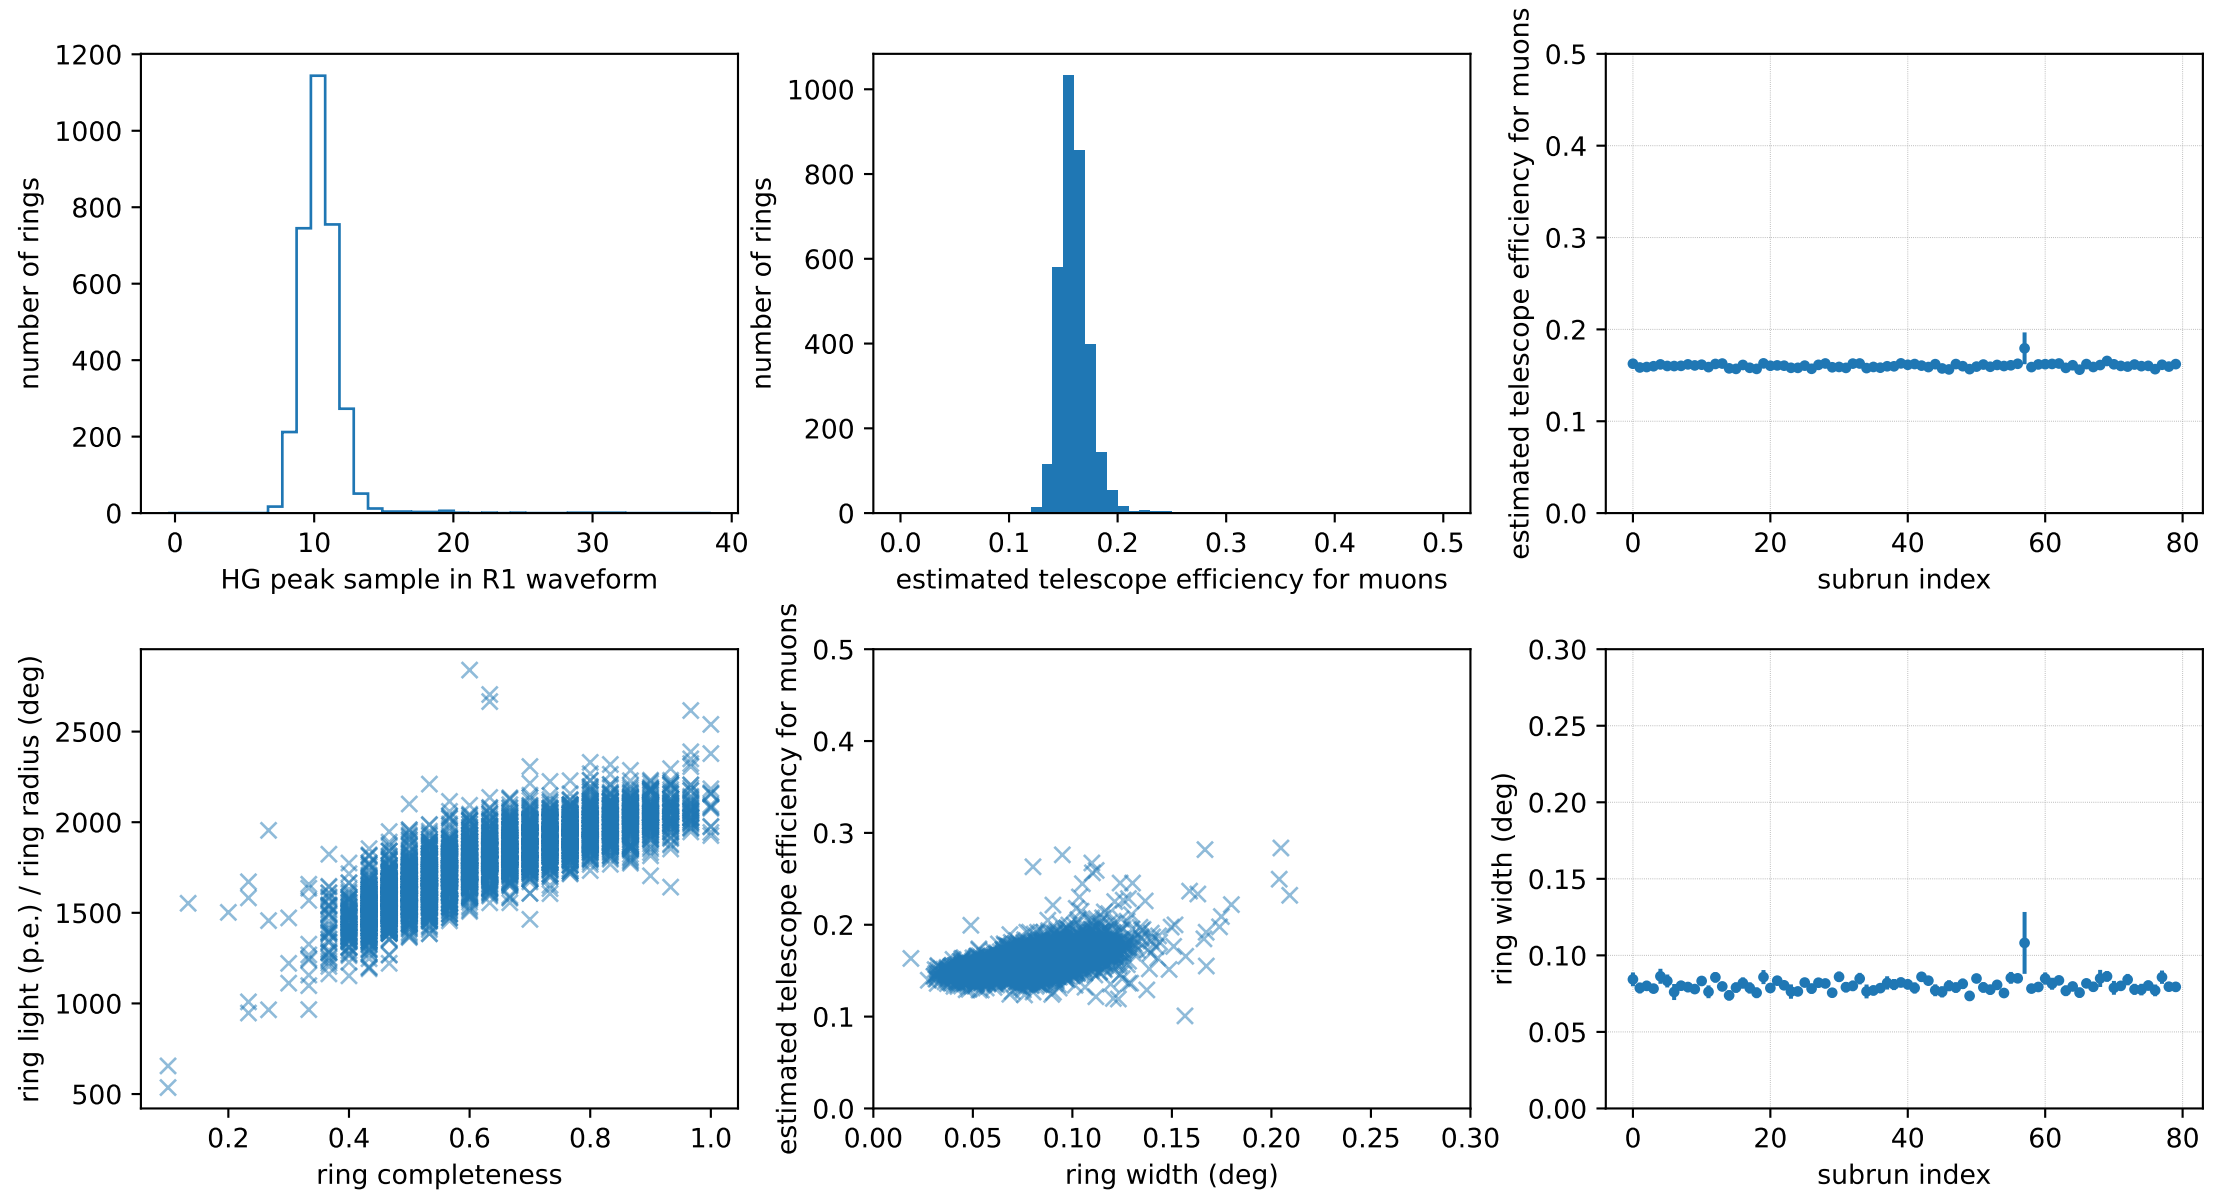 1200
1000
800
600
400
200
0
number of rings
0 10 20 30 40
HG peak sample in R1 waveform
1000
800
600
400
200
0
number of rings
0.0 0.1 0.2 0.3 0.4 0.5
estimated telescope efficiency for muons
0.5
0.4
0.3
0.2
0.1
0.0
estimated telescope efficiency for muons
0 20 40 60 80
subrun index
2500
2000
1500
1000
500
ring light (p.e.) / ring radius (deg)
0.2 0.4 0.6 0.8 1.0
ring completeness
0.5
0.4
0.3
0.2
0.1
0.0
estimated telescope efficiency for muons
0.00 0.05 0.10 0.15 0.20 0.25 0.30
ring width (deg)
0.30
0.25
0.20
0.15
0.10
0.05
0.00
ring width (deg)
0 20 40 60 80
subrun index